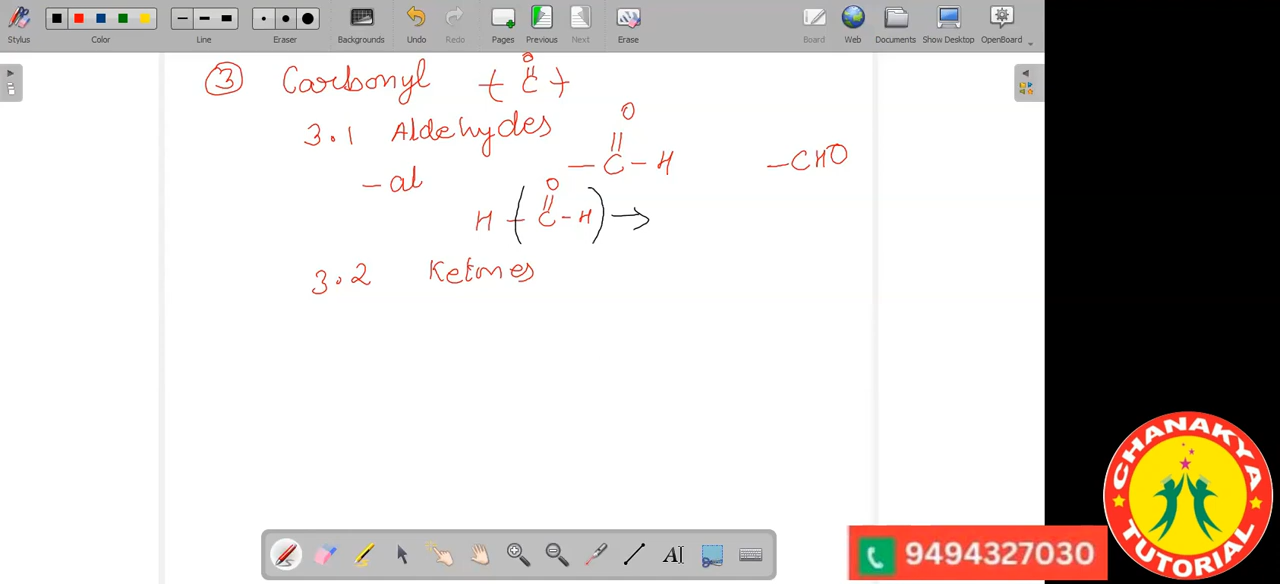 Stylus Color Line Eraser Backgrounds Undo Redo Pages Previous Next Erase Board Web Documents Show Desktop OpenBoard
③ Carbonyl
O
||
-( C )-
3.1 Aldehydes
O
||
— C — H
— CHO
- al
O
||
H -( C - H ) →
3.2 Ketones
CHANAKYA
TUTORIAL
9494327030